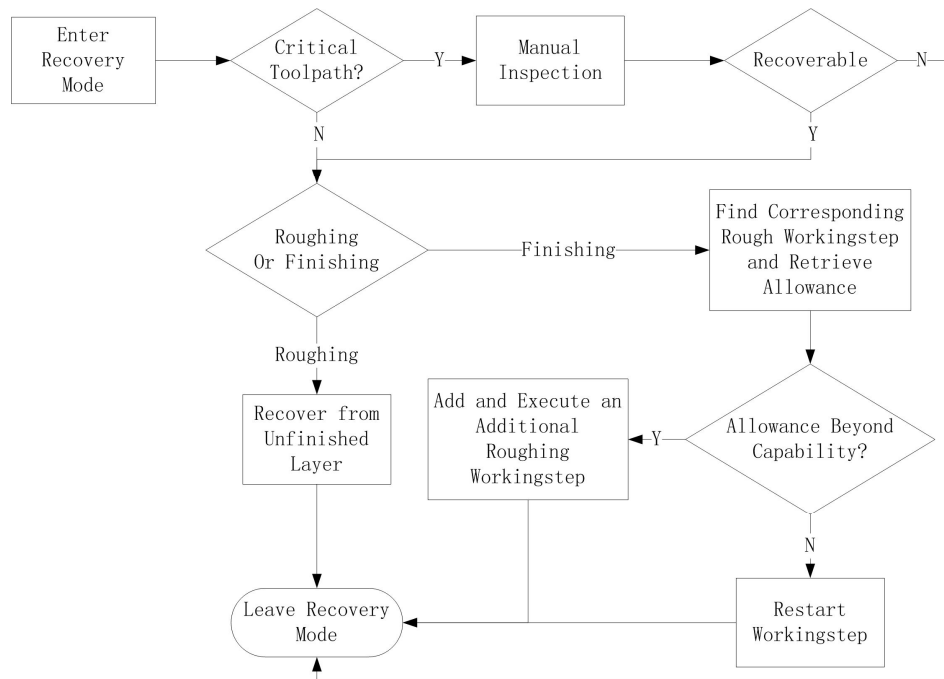 Enter
Recovery
Mode
Critical
Toolpath?
Y
Manual
Inspection
Recoverable
N
N
Y
Roughing
Or Finishing
Finishing
Find Corresponding
Rough Workingstep
and Retrieve
Allowance
Roughing
Recover from
Unfinished
Layer
Add and Execute an
Additional
Roughing
Workingstep
Y
Allowance Beyond
Capability?
N
Leave Recovery
Mode
Restart
Workingstep